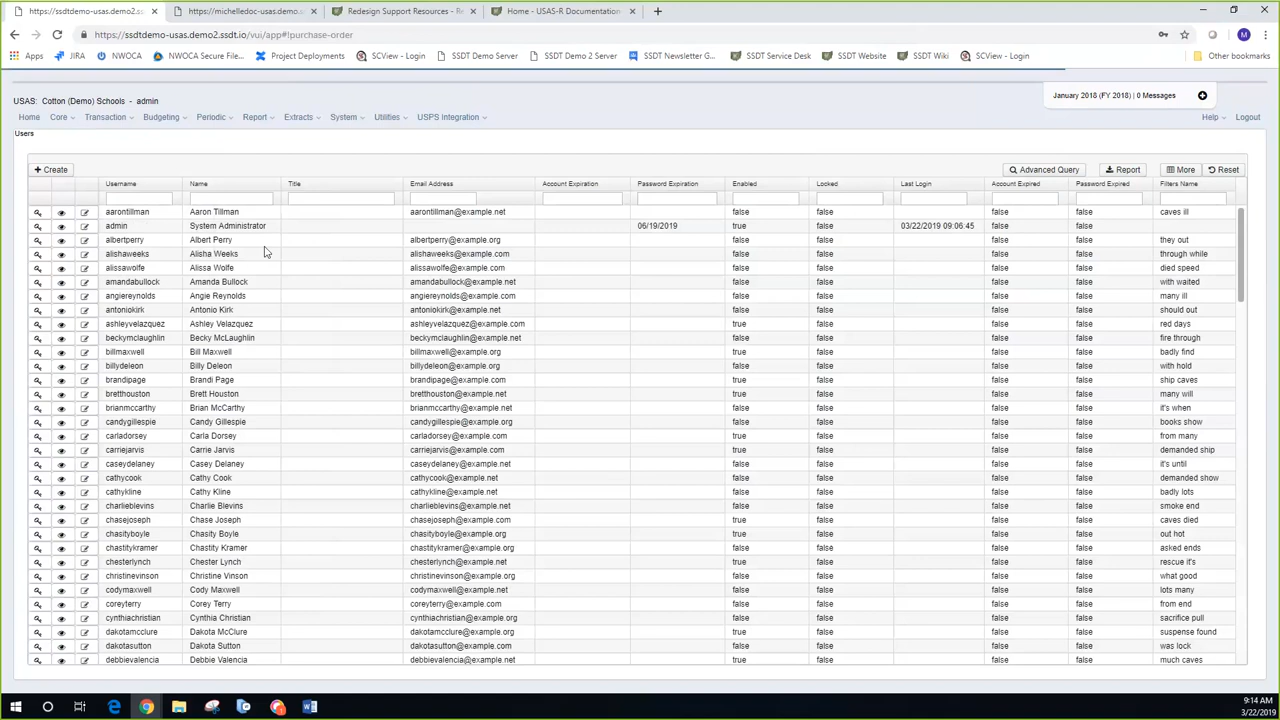 https://ssdtdemo-usas.demo2.ssdt.io/ × https://michelledoc-usas.demo. × Redesign Support Resources - Re × Home - USAS-R Documentation ×
https://ssdtdemo-usas.demo2.ssdt.io/vui/app#!purchase-order
Apps JIRA NWOCA NWOCA Secure File... Project Deployments SCView - Login SSDT Demo Server SSDT Demo 2 Server SSDT Newsletter G... SSDT Service Desk SSDT Website SSDT Wiki SCView - Login Other bookmarks
January 2018 (FY 2018) | 0 Messages
USAS: Cotton (Demo) Schools - admin
Home Core Transaction Budgeting Periodic Report Extracts System Utilities USPS Integration Help Logout
Users
Create Advanced Query Report More Reset
Username Name Title Email Address Account Expiration Password Expiration Enabled Locked Last Login Account Expired Password Expired Filters Name
aarontillman Aaron Tillman aarontillman@example.net false false false false caves ill
admin System Administrator 06/19/2019 true false 03/22/2019 09:06:45 false false
albertperry Albert Perry albertperry@example.org false false false false they out
alishaweeks Alisha Weeks alishaweeks@example.com false false false false through while
alissawolfe Alissa Wolfe alissawolfe@example.com false false false false died speed
amandabullock Amanda Bullock amandabullock@example.net false false false false with waited
angiereynolds Angie Reynolds angiereynolds@example.com false false false false many ill
antoniokirk Antonio Kirk antoniokirk@example.net false false false false should out
ashleyvelazquez Ashley Velazquez ashleyvelazquez@example.com true false false false red days
beckymclaughlin Becky McLaughlin beckymclaughlin@example.net false false false false fire through
billmaxwell Bill Maxwell billmaxwell@example.org true false false false badly find
billydeleon Billy Deleon billydeleon@example.org false false false false with hold
brandipage Brandi Page brandipage@example.com true false false false ship caves
bretthouston Brett Houston bretthouston@example.net true false false false many will
brianmccarthy Brian McCarthy brianmccarthy@example.net false false false false it's when
candygillespie Candy Gillespie candygillespie@example.org false false false false books show
carladorsey Carla Dorsey carladorsey@example.com true false false false from many
carriejarvis Carrie Jarvis carriejarvis@example.com true false false false demanded ship
caseydelaney Casey Delaney caseydelaney@example.net false false false false it's until
cathycook Cathy Cook cathycook@example.com false false false false demanded show
cathykline Cathy Kline cathykline@example.net false false false false badly lots
charlieblevins Charlie Blevins charlieblevins@example.org false false false false smoke end
chasejoseph Chase Joseph chasejoseph@example.com true false false false caves died
chasityboyle Chasity Boyle chasityboyle@example.com true false false false out hot
chastitykramer Chastity Kramer chastitykramer@example.org false false false false asked ends
chesterlynch Chester Lynch chesterlynch@example.com true false false false rescue it's
christinevinson Christine Vinson christinevinson@example.org false false false false what good
codymaxwell Cody Maxwell codymaxwell@example.net false false false false lots many
coreyterry Corey Terry coreyterry@example.com false false false false from end
cynthiachristian Cynthia Christian cynthiachristian@example.org false false false false sacrifice pull
dakotamcclure Dakota McClure dakotamcclure@example.org true false false false suspense found
dakotasutton Dakota Sutton dakotasutton@example.com false false false false was lock
debbievalencia Debbie Valencia debbievalencia@example.net true false false false much caves
9:14 AM
3/22/2019